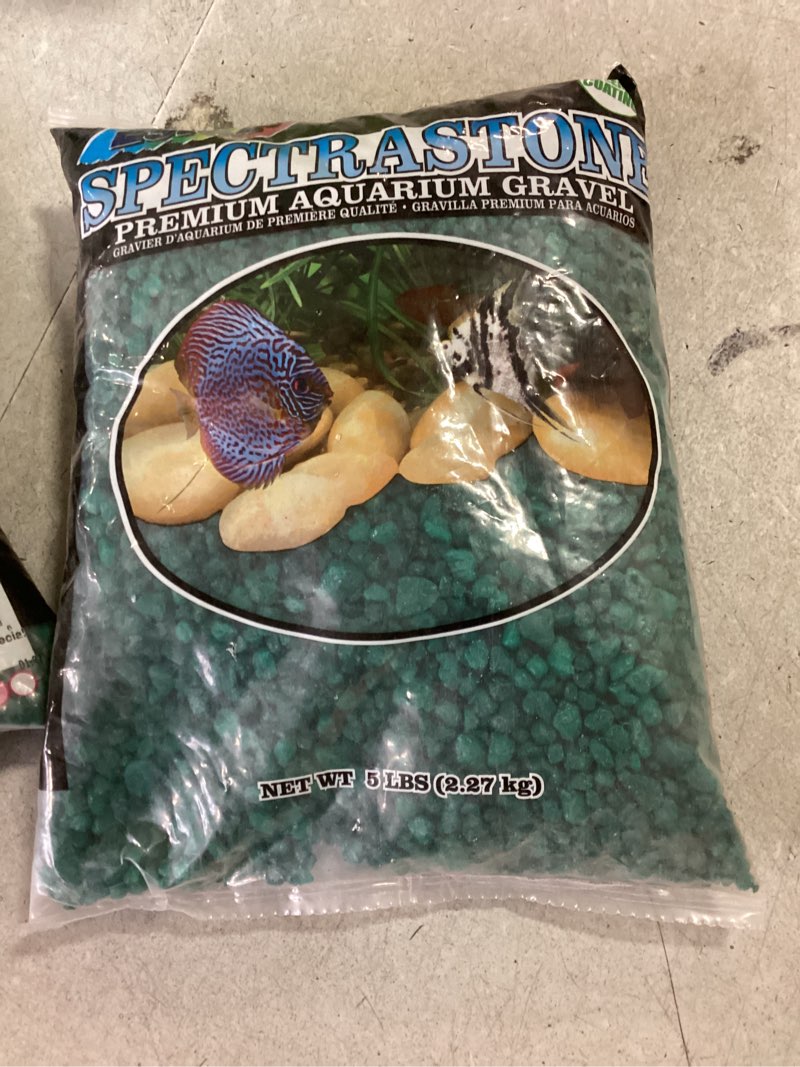 COATING
SPECTRASTONE
PREMIUM AQUARIUM GRAVEL
GRAVIER D'AQUARIUM DE PREMIÈRE QUALITÉ • GRAVILLA PREMIUM PARA ACUARIOS
NET WT 5 LBS (2.27 kg)